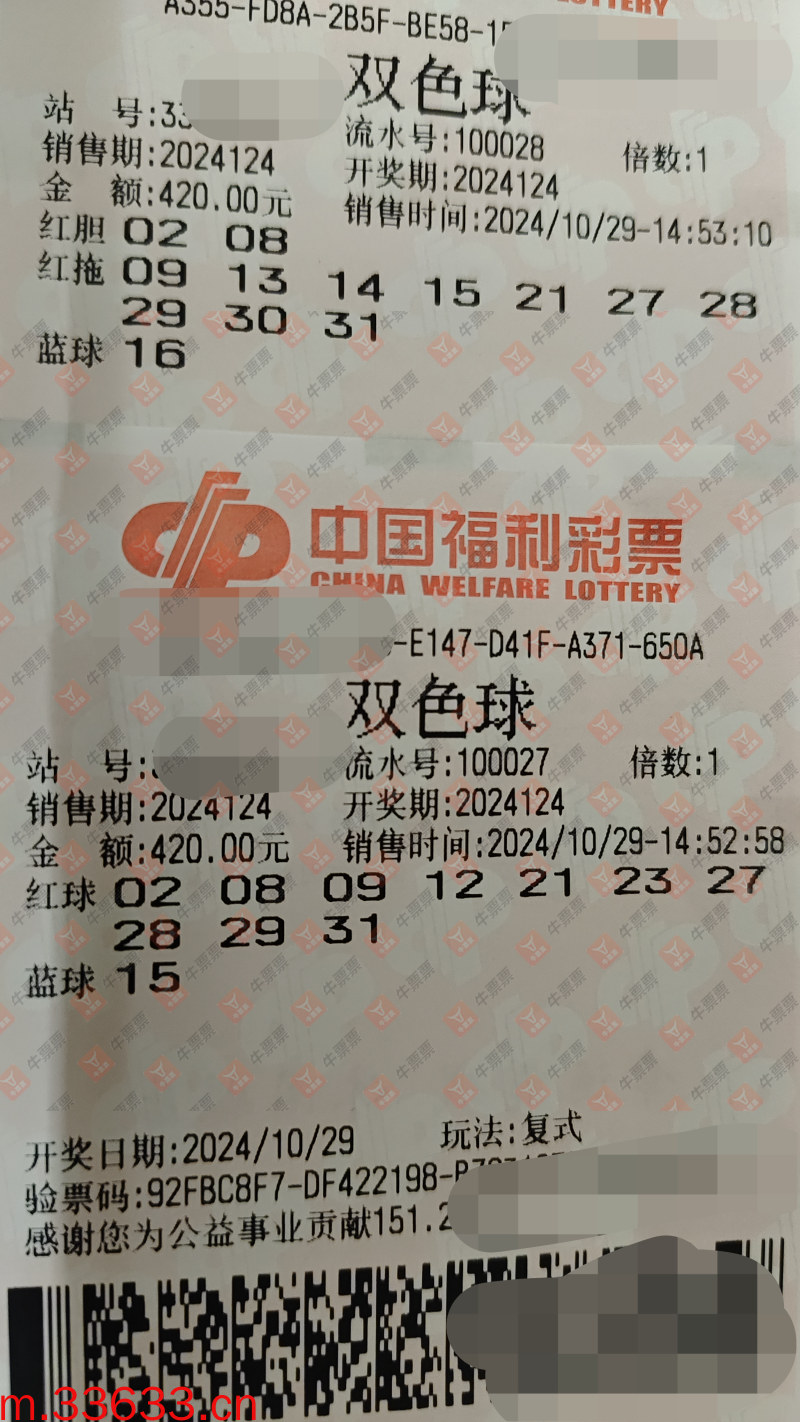 LOTTERY
A355-FD8A-2B5F-BE58-1
双色球
站 号:33
流水号:100028 倍数:1
销售期:2024124
开奖期:2024124
金 额:420.00元
销售时间:2024/10/29-14:53:10
红胆 02 08
红拖 09 13 14 15 21 27 28
29 30 31
蓝球 16
中国福利彩票
CHINA WELFARE LOTTERY
-E147-D41F-A371-650A
双色球
站 号:
流水号:100027 倍数:1
销售期:2024124
开奖期:2024124
金 额:420.00元
销售时间:2024/10/29-14:52:58
红球 02 08 09 12 21 23 27
28 29 31
蓝球 15
开奖日期:2024/10/29 玩法:复式
验票码:92FBC8F7-DF422198-
感谢您为公益事业贡献151.2
牛票票
m.33633.cn